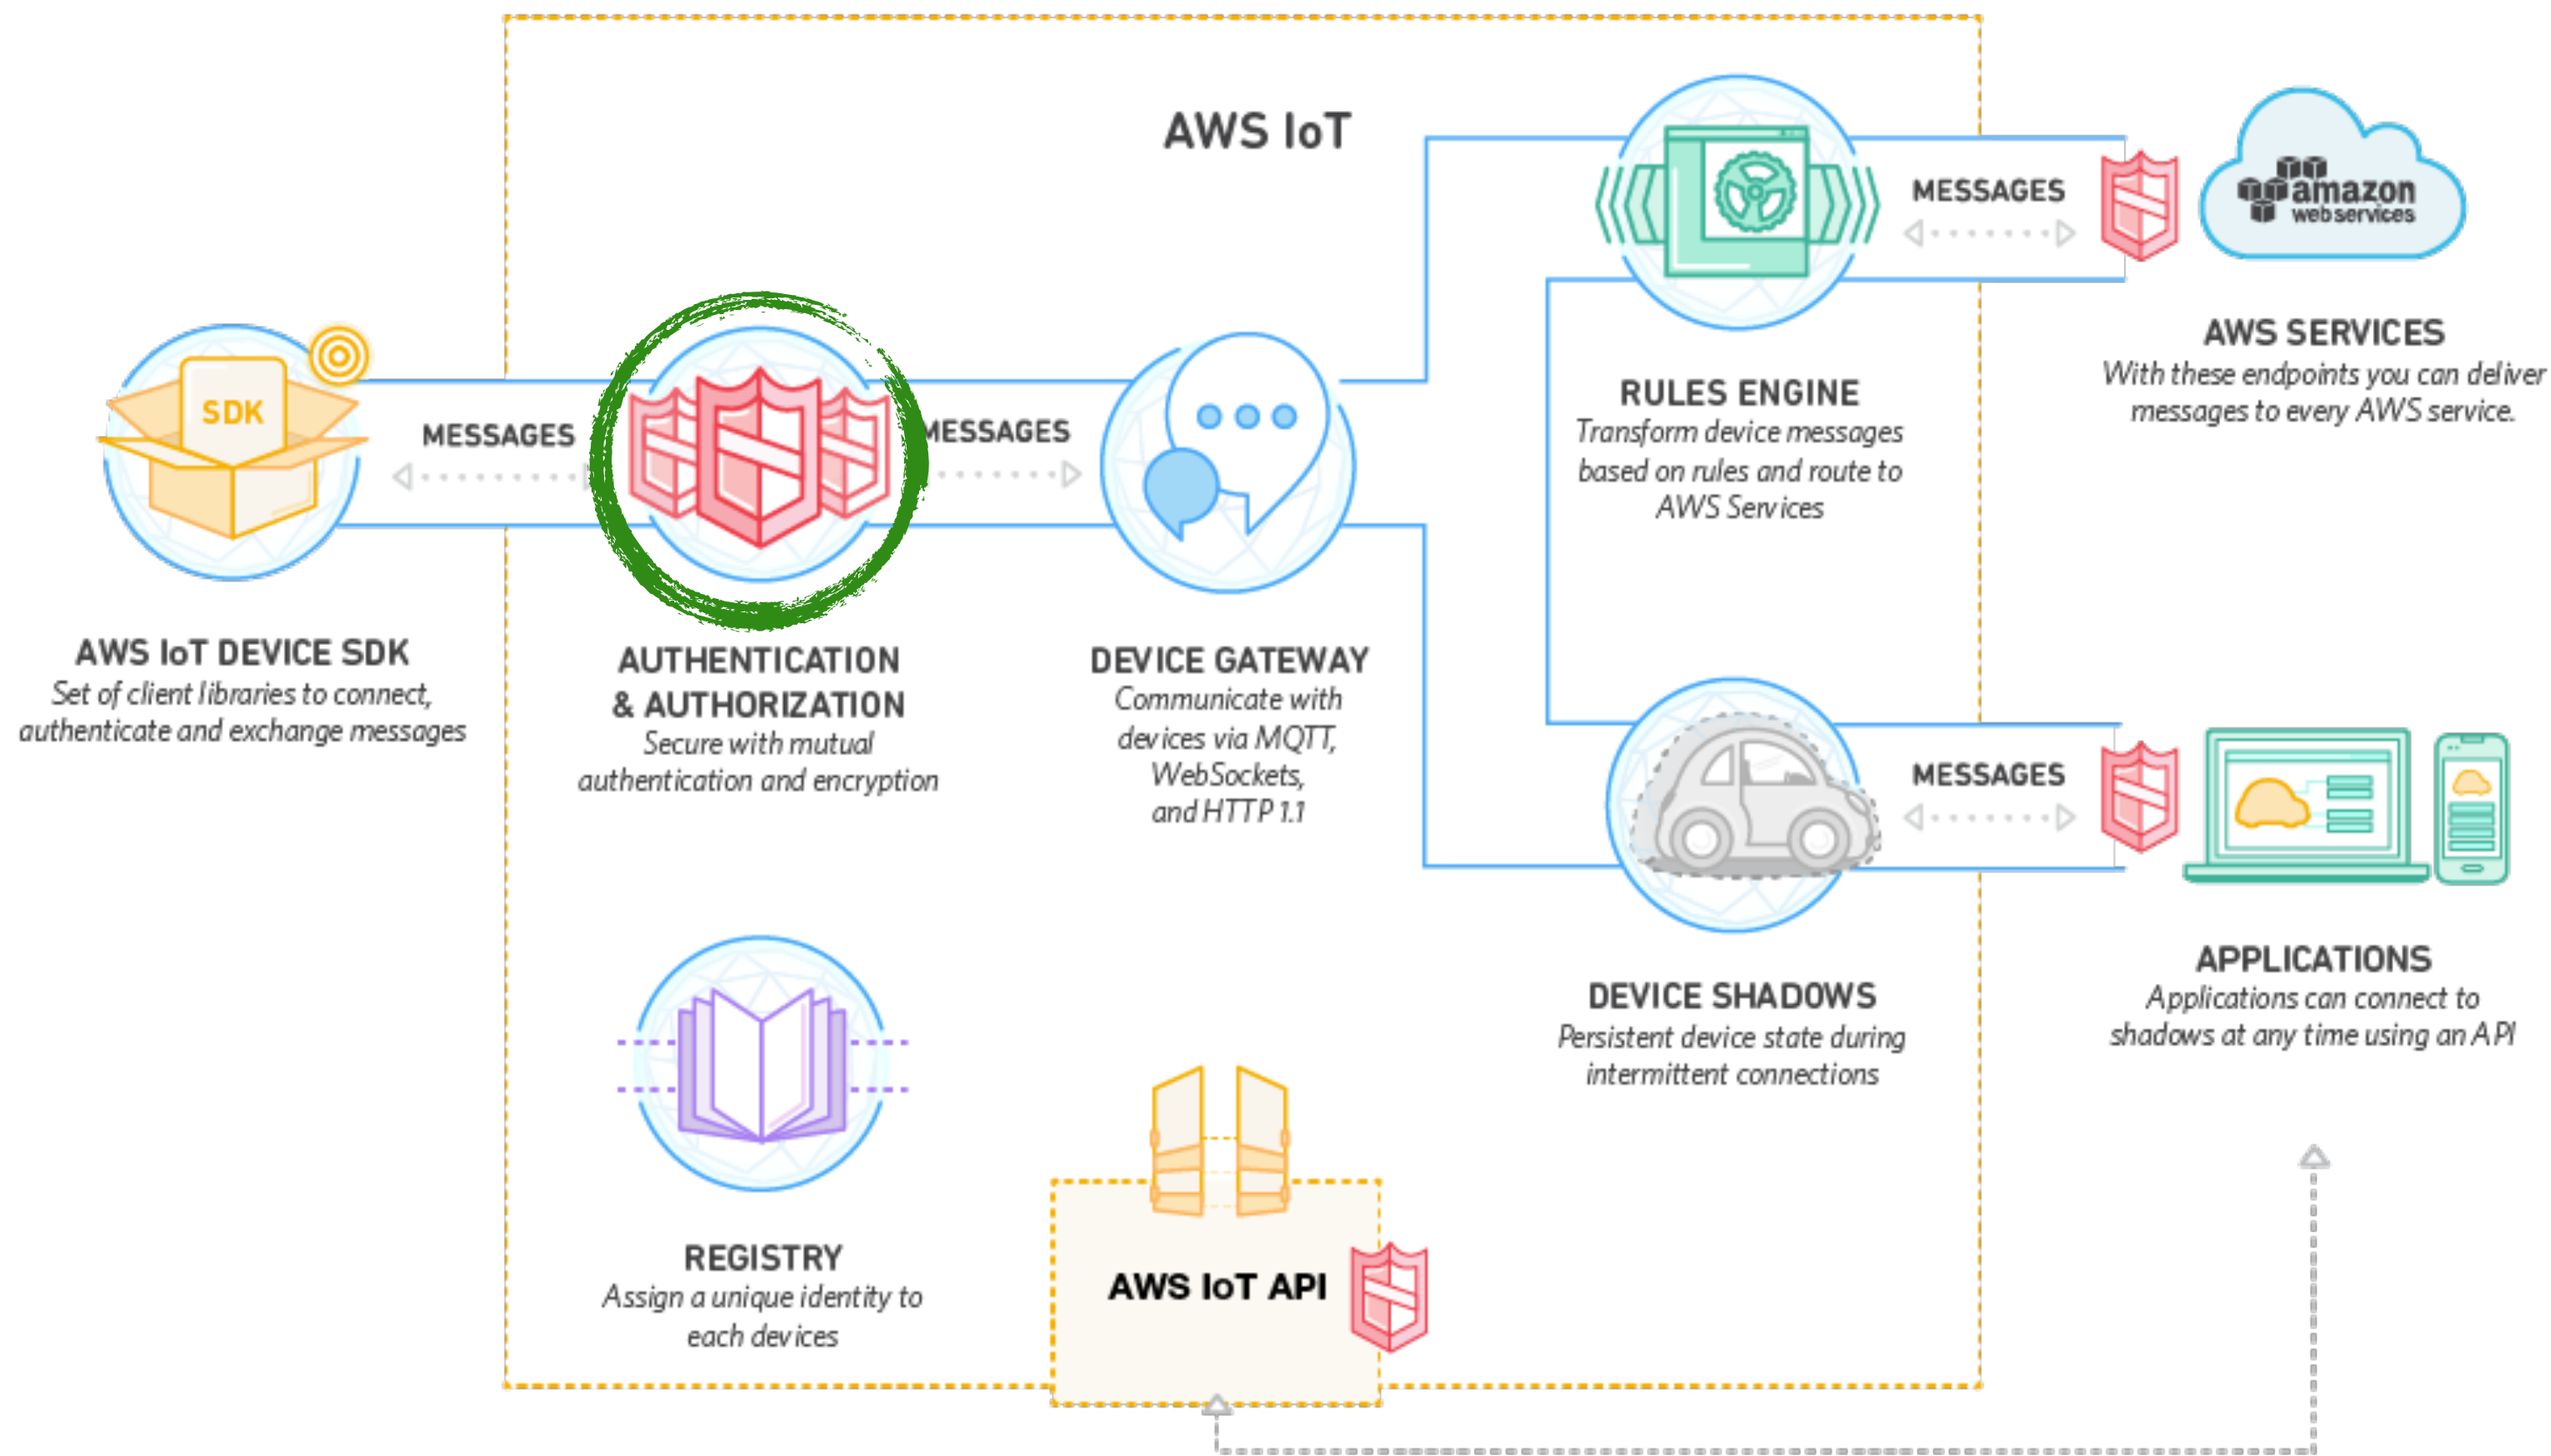 AWS IoT
SDK
MESSAGES
MESSAGES
MESSAGES
amazon
web services
AWS SERVICES
With these endpoints you can deliver
messages to every AWS service.
RULES ENGINE
Transform device messages
based on rules and route to
AWS Services
AWS IoT DEVICE SDK
Set of client libraries to connect,
authenticate and exchange messages
AUTHENTICATION
& AUTHORIZATION
Secure with mutual
authentication and encryption
DEVICE GATEWAY
Communicate with
devices via MQTT,
WebSockets,
and HTTP 1.1
MESSAGES
DEVICE SHADOWS
Persistent device state during
intermittent connections
APPLICATIONS
Applications can connect to
shadows at any time using an API
REGISTRY
Assign a unique identity to
each devices
AWS IoT API